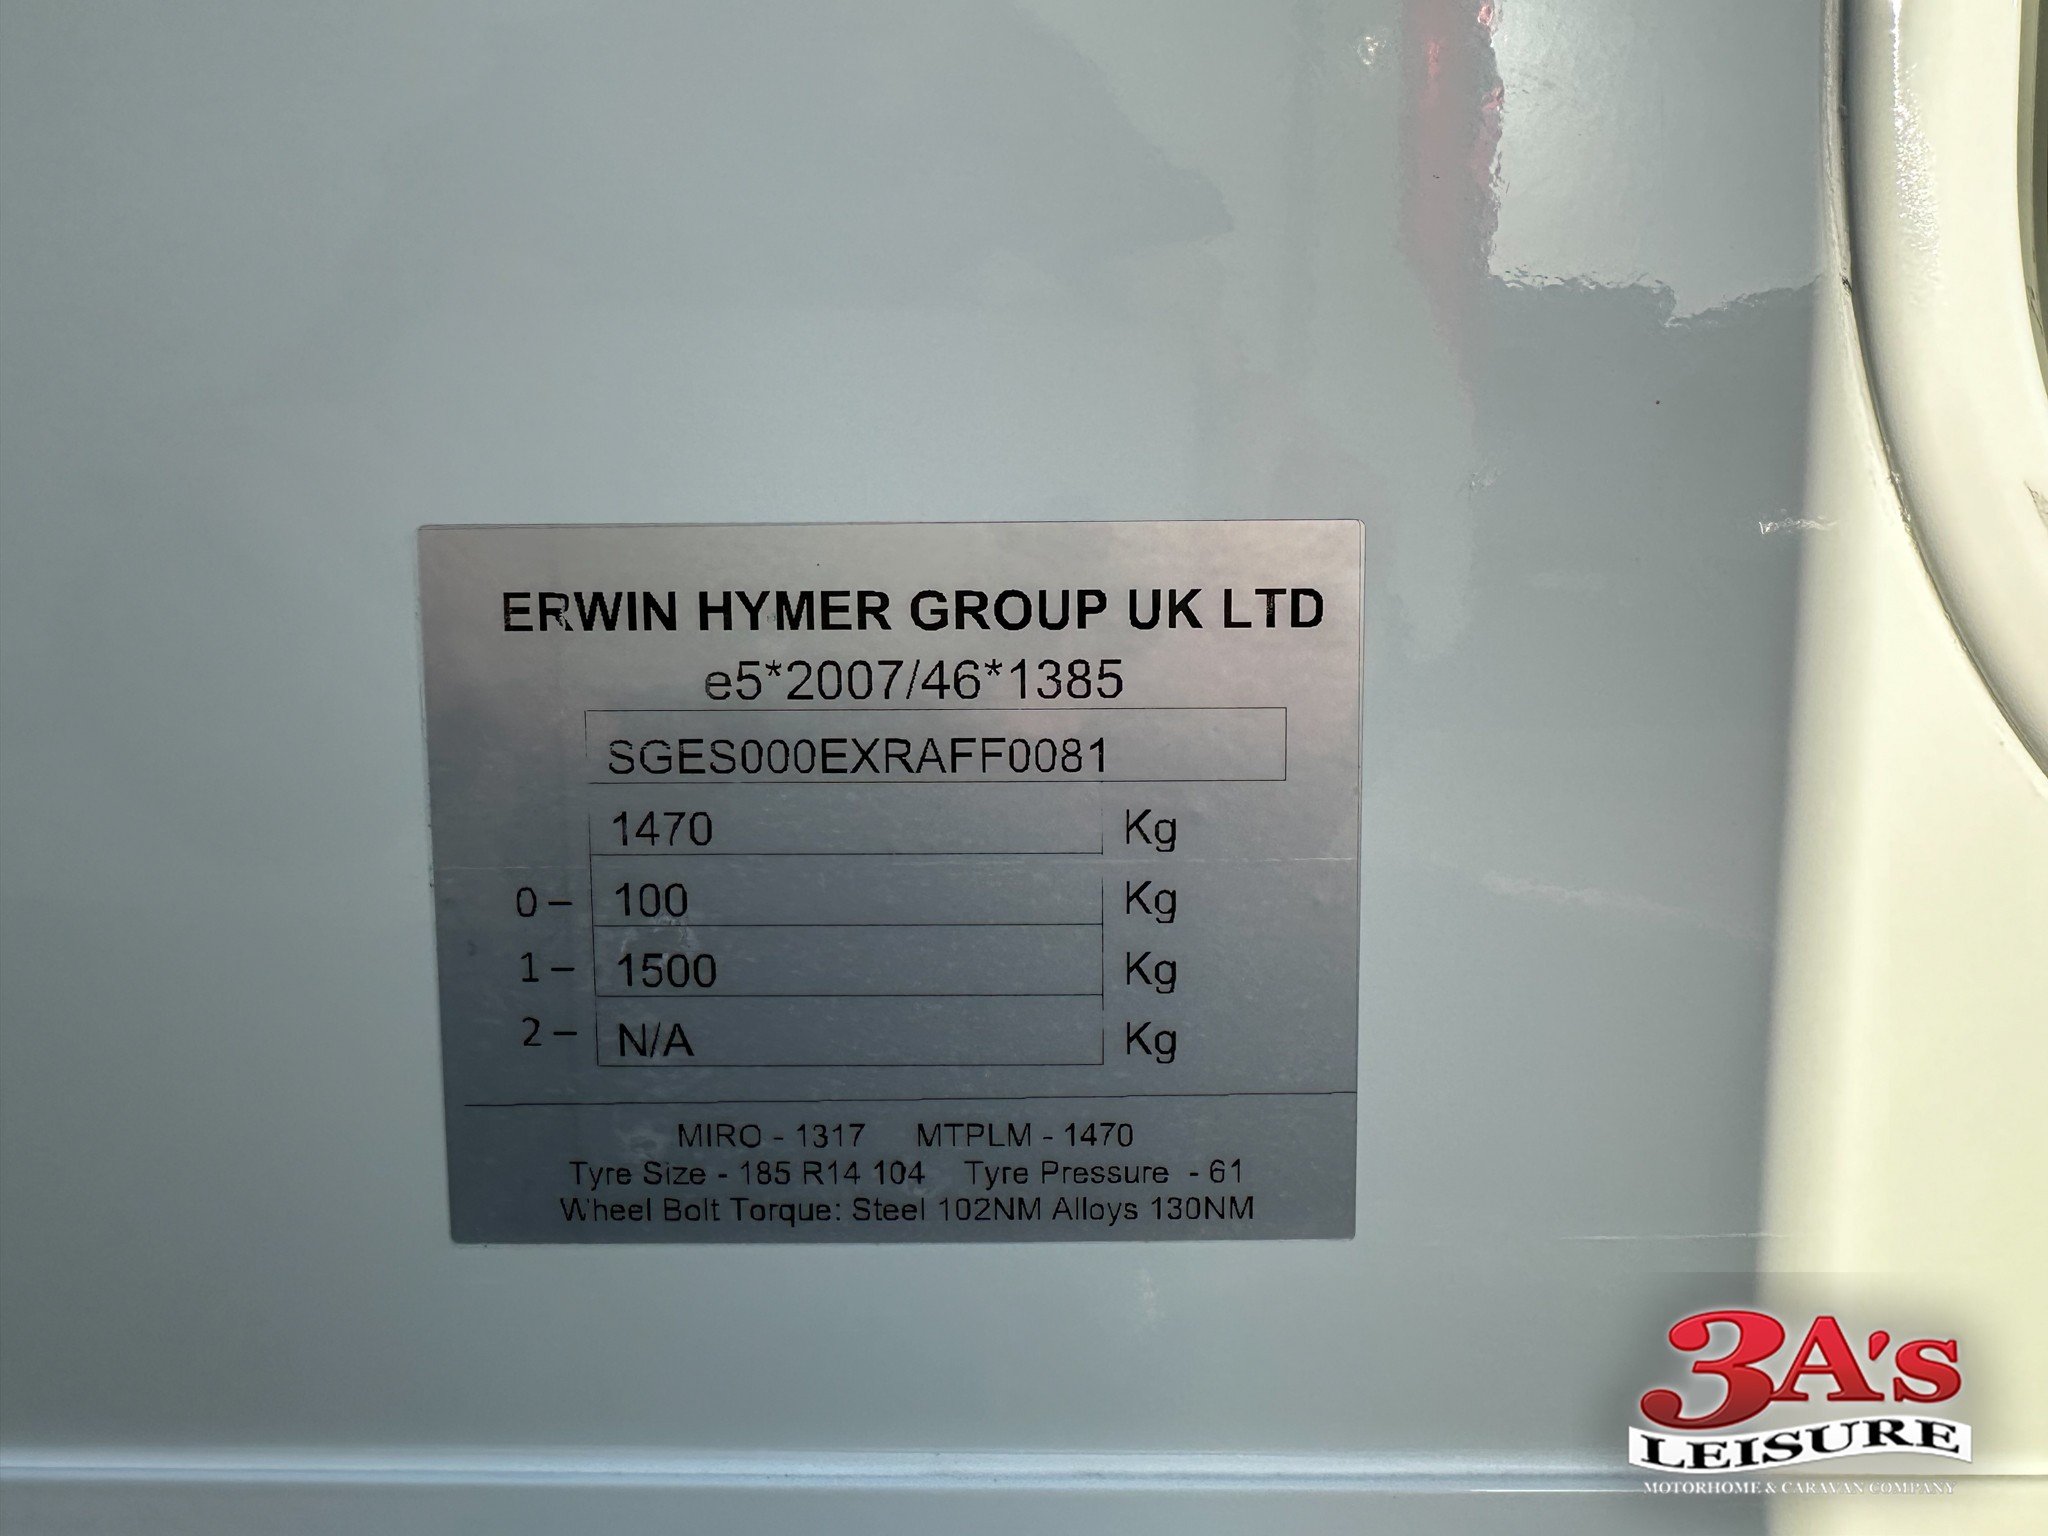 ERWIN HYMER GROUP UK LTD
e5*2007/46*1385
SGES000EXRAFF0081
1470 Kg
0 – 100 Kg
1 – 1500 Kg
2 – N/A Kg
MIRO - 1317 MTPLM - 1470
Tyre Size - 185 R14 104 Tyre Pressure - 61
Wheel Bolt Torque: Steel 102NM Alloys 130NM
3A's
LEISURE
MOTORHOME & CARAVAN COMPANY